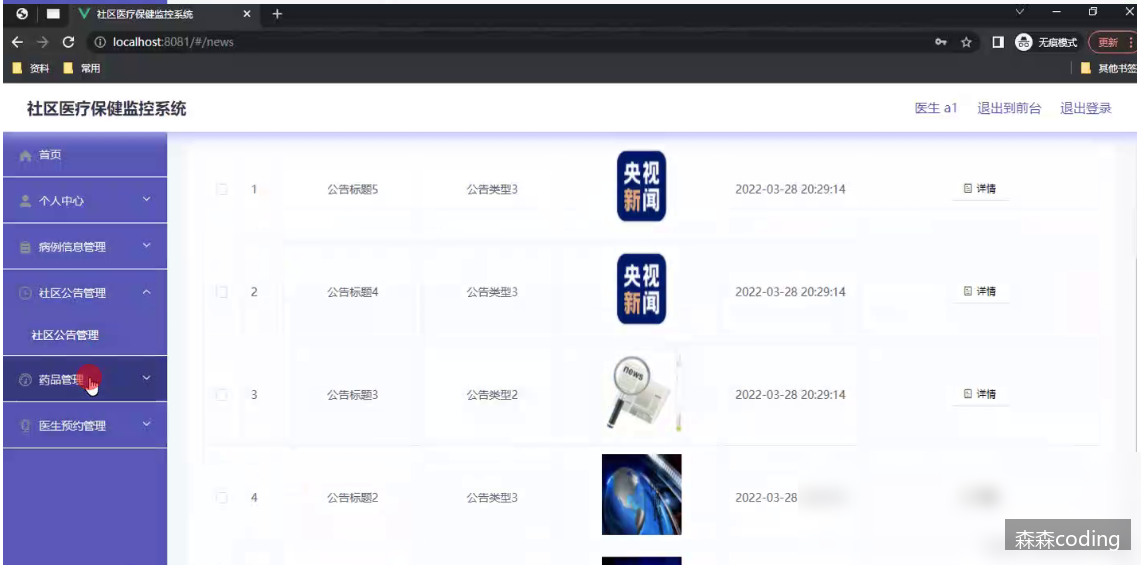 社区医疗保健监控系统
localhost:8081/#/news
无痕模式
更新
资料
常用
其他书签
社区医疗保健监控系统
医生 a1
退出到前台
退出登录
首页
个人中心
病例信息管理
社区公告管理
社区公告管理
药品管理
医生预约管理
1 公告标题5 公告类型3 央视新闻 2022-03-28 20:29:14 详情
2 公告标题4 公告类型3 央视新闻 2022-03-28 20:29:14 详情
3 公告标题3 公告类型2 news 2022-03-28 20:29:14 详情
4 公告标题2 公告类型3 2022-03-28
森森coding